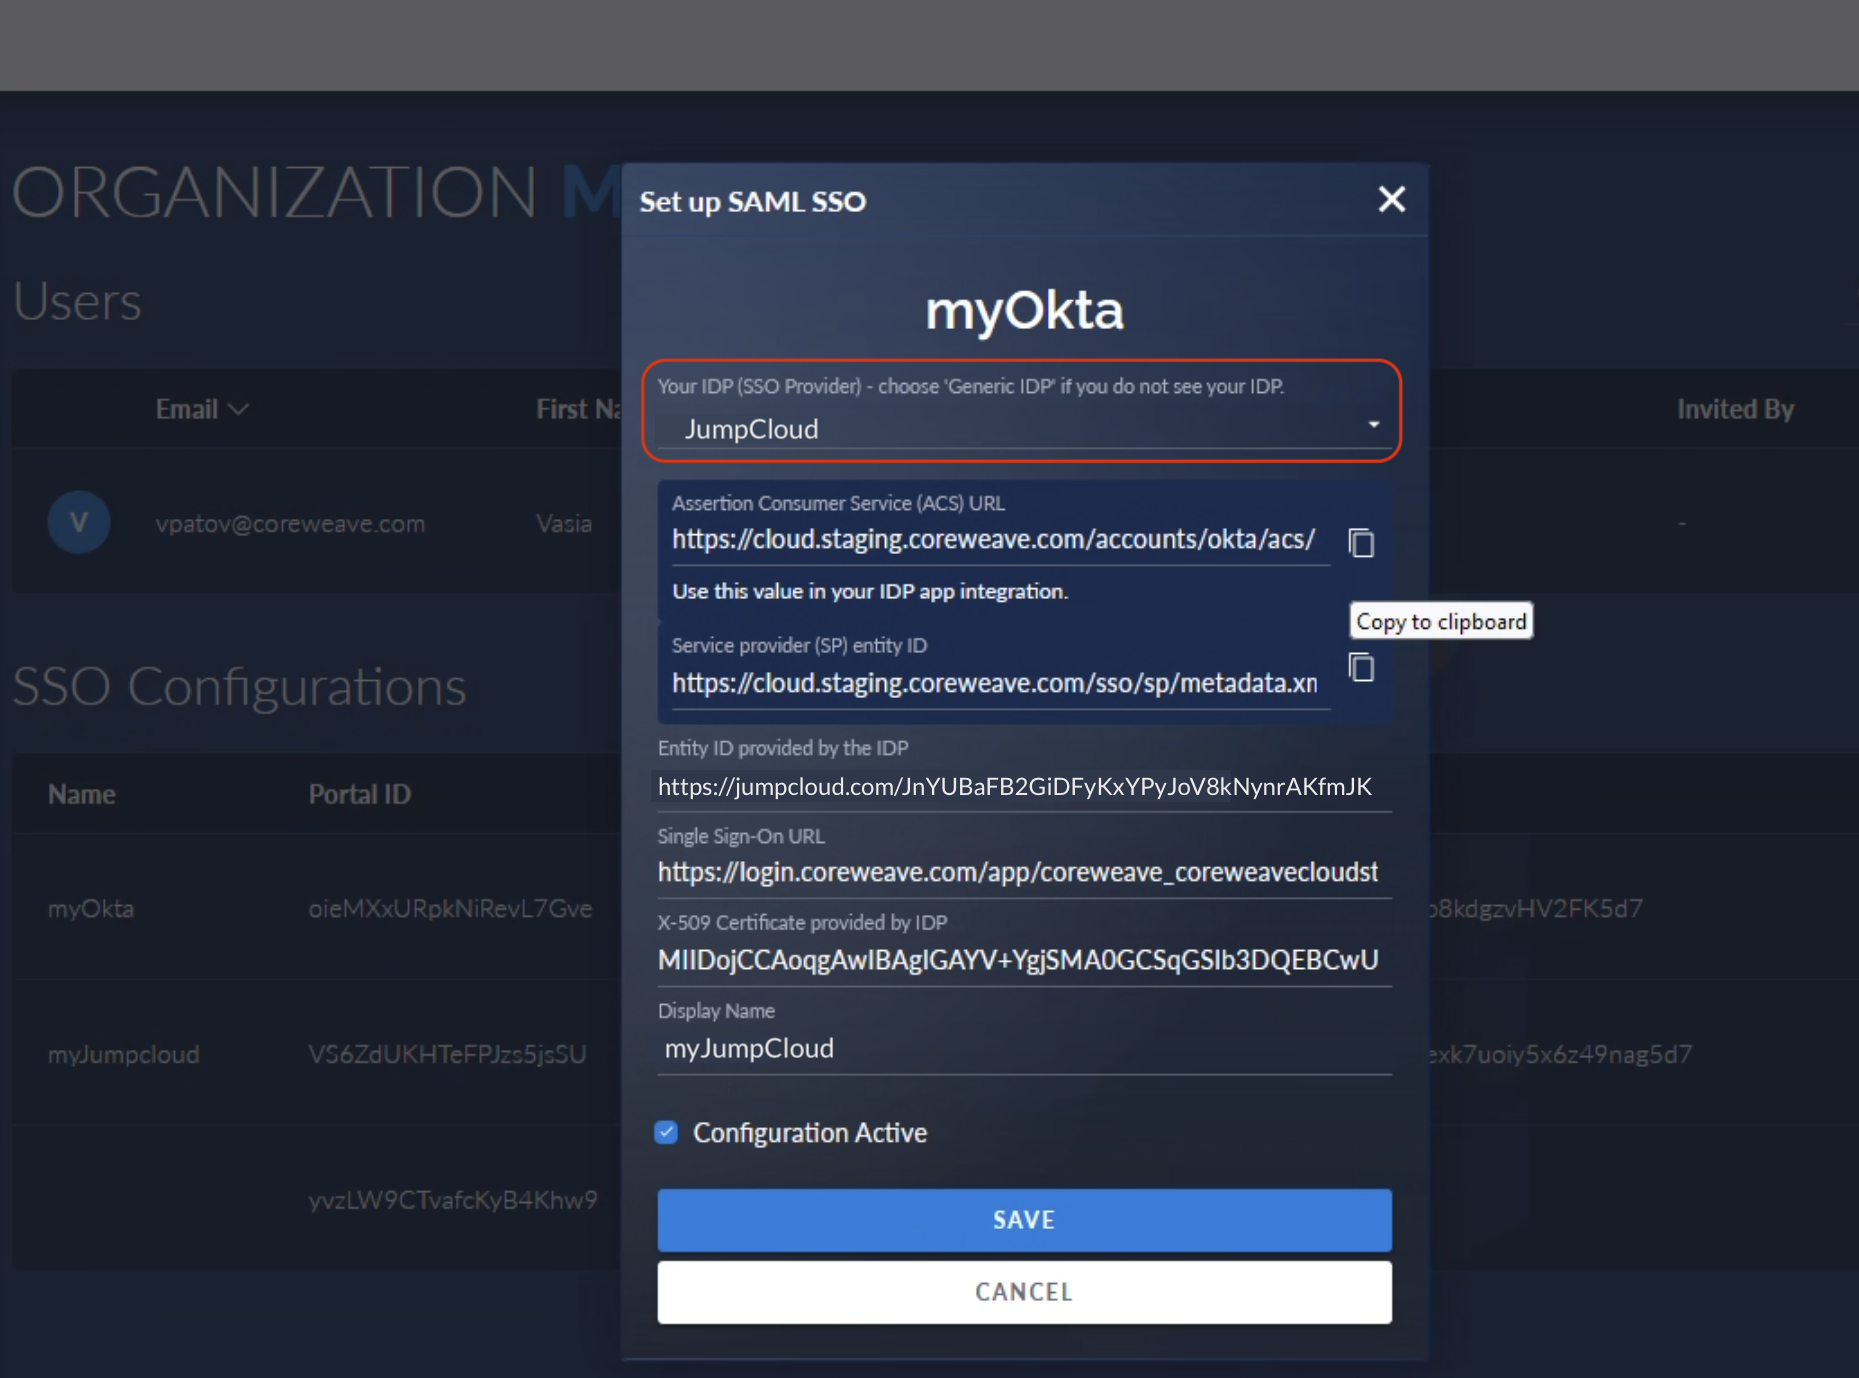 ORGANIZATION M
Users
Email First Na Invited By
V vpatov@coreweave.com Vasia -
SSO Configurations
Name Portal ID
myOkta oieMXxURpkNiRevL7Gve 8kdgzvHV2FK5d7
myJumpcloud VS6ZdUKHTeFPJzs5jsSU exk7uoiy5x6z49nag5d7
yvzLW9CTvafcKyB4Khw9
Set up SAML SSO
myOkta
Your IDP (SSO Provider) - choose 'Generic IDP' if you do not see your IDP.
JumpCloud
Assertion Consumer Service (ACS) URL
https://cloud.staging.coreweave.com/accounts/okta/acs/
Use this value in your IDP app integration.
Copy to clipboard
Service provider (SP) entity ID
https://cloud.staging.coreweave.com/sso/sp/metadata.xn
Entity ID provided by the IDP
https://jumpcloud.com/JnYUBaFB2GiDFyKxYPyJoV8kNynrAKfmJK
Single Sign-On URL
https://login.coreweave.com/app/coreweave_coreweavecloudst
X-509 Certificate provided by IDP
MIIDojCCAoqgAwIBAgIGAYV+YgjSMA0GCSqGSIb3DQEBCwU
Display Name
myJumpCloud
Configuration Active
SAVE
CANCEL